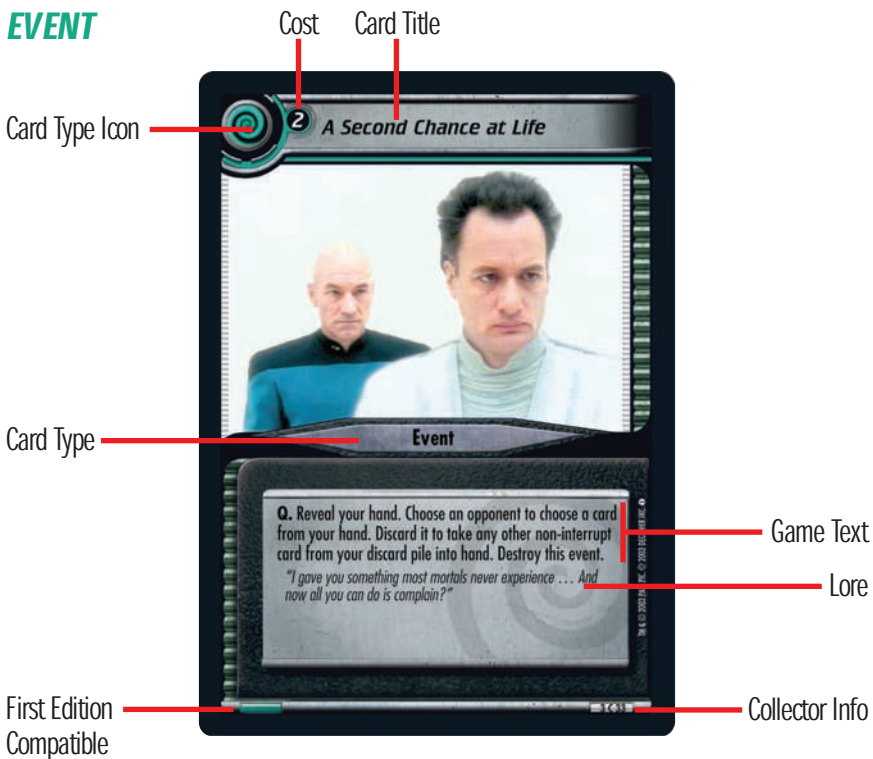 EVENT
Cost
Card Title
Card Type Icon
2
A Second Chance at Life
Card Type
Event
Q. Reveal your hand. Choose an opponent to choose a card
from your hand. Discard it to take any other non-interrupt
card from your discard pile into hand. Destroy this event.
"I gave you something most mortals never experience … And
now all you can do is complain?"
Game Text
Lore
First Edition
Compatible
3 C 33
Collector Info